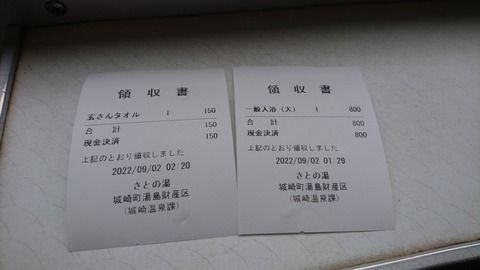 領収書
玄さんタオル 1 150
合計 150
現金決済 150
上記のとおり領収しました
2022/09/02 02:20
さとの湯
城崎町湯島財産区
(城崎温泉課)
領収書
一般入浴（大） 1 800
合計 800
現金決済 800
上記のとおり領収しました
2022/09/02 01:29
さとの湯
城崎町湯島財産区
(城崎温泉課)